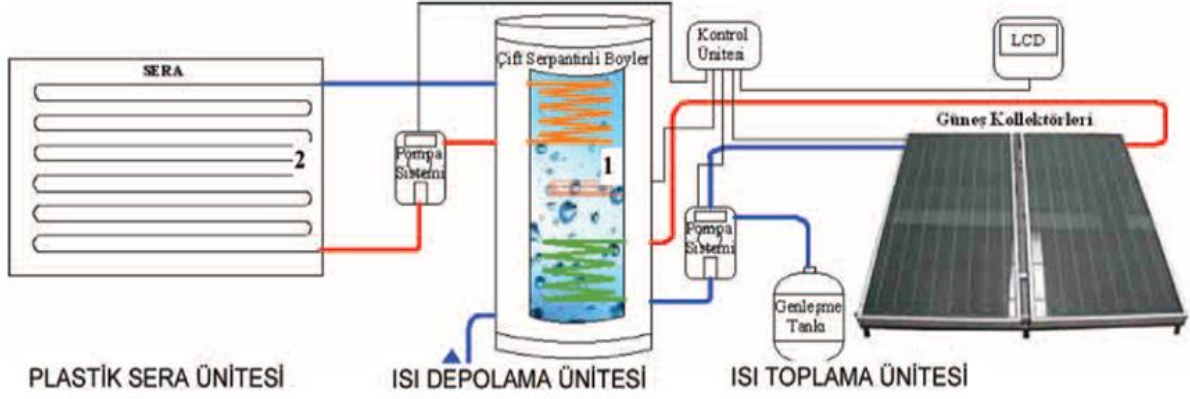 SERA
2
Pompa
Sistemi
Çift Serpantinli Boyler
1
Kontrol
Ünitesi
LCD
Güneş Kollektörleri
Pompa
Sistemi
Genleşme
Tankı
PLASTİK SERA ÜNİTESİ
ISI DEPOLAMA ÜNİTESİ
ISI TOPLAMA ÜNİTESİ